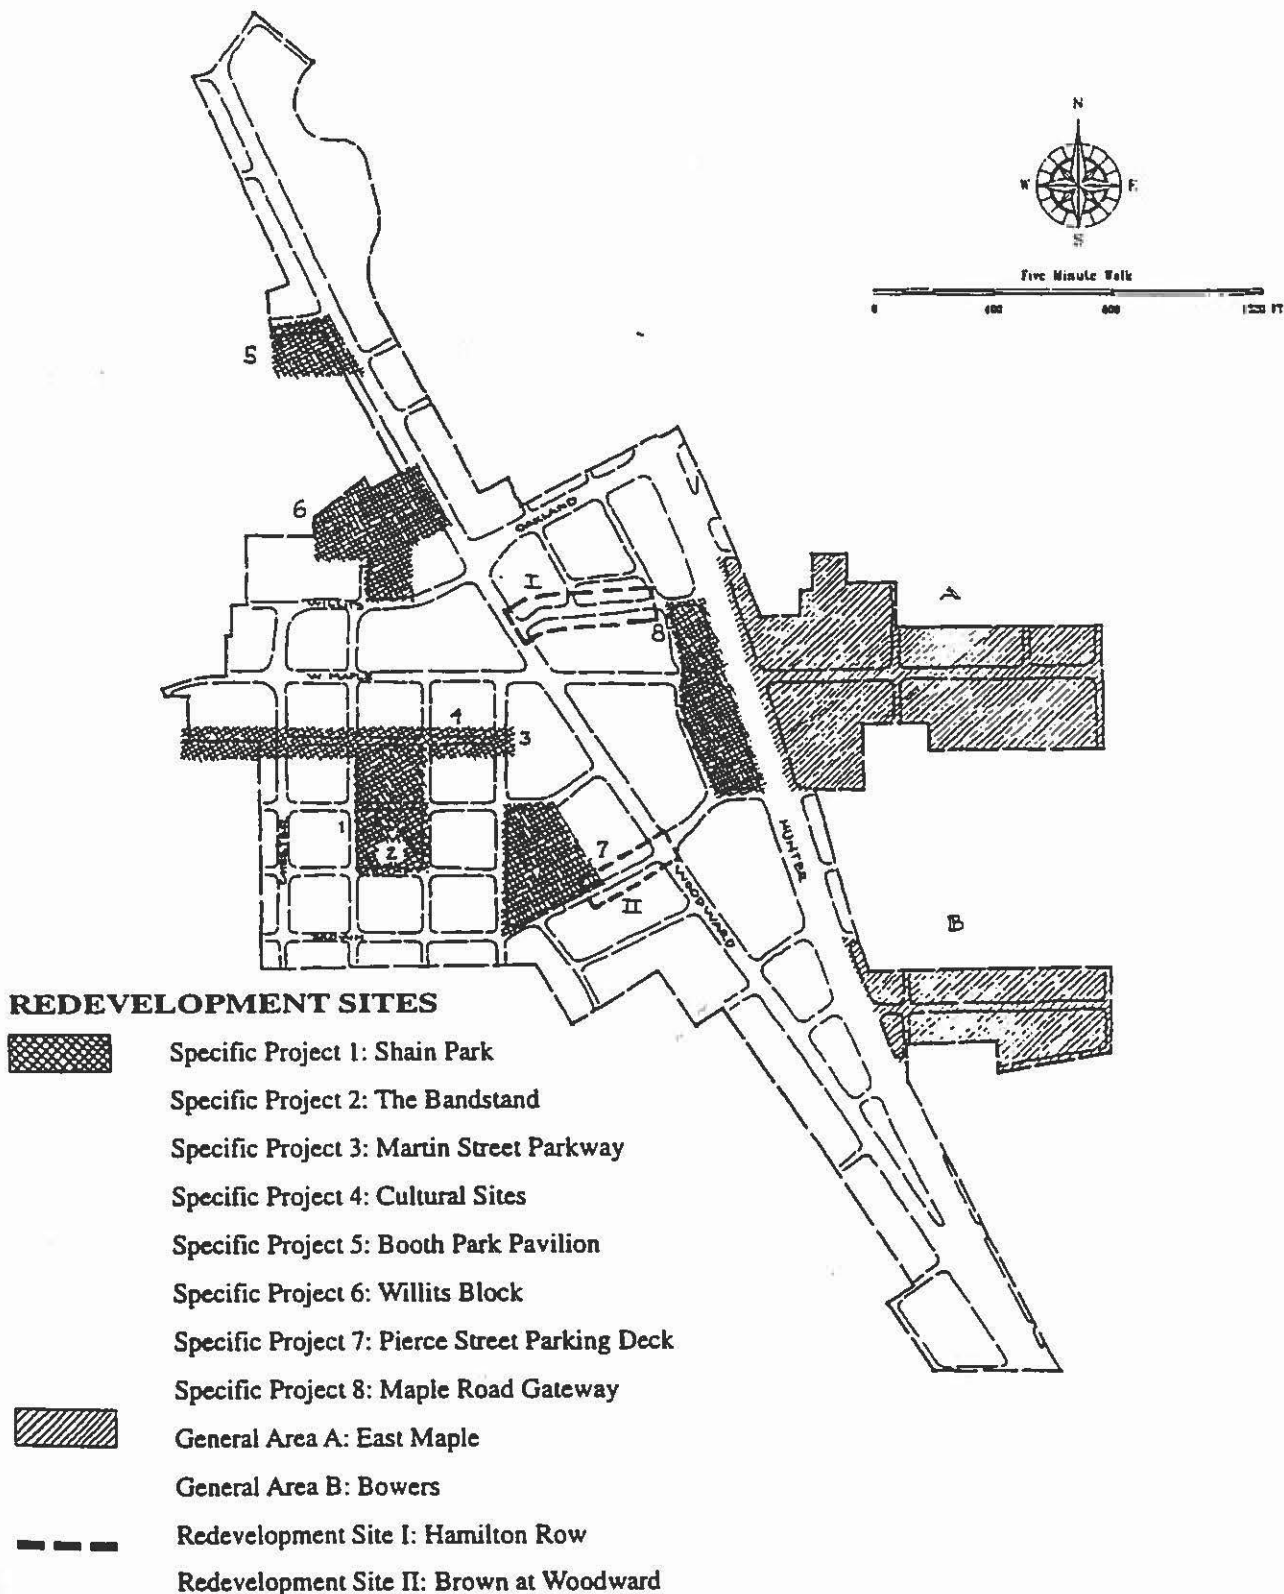 N
W E
S
Five Minute Walk
0 400 800 1320 FT
5
6
OAKLAND
I
A
8
W MAPLE
4
3
1
2
7
HUNTER
II
WOODWARD
B
REDEVELOPMENT SITES
Specific Project 1: Shain Park
Specific Project 2: The Bandstand
Specific Project 3: Martin Street Parkway
Specific Project 4: Cultural Sites
Specific Project 5: Booth Park Pavilion
Specific Project 6: Willits Block
Specific Project 7: Pierce Street Parking Deck
Specific Project 8: Maple Road Gateway
General Area A: East Maple
General Area B: Bowers
Redevelopment Site I: Hamilton Row
Redevelopment Site II: Brown at Woodward